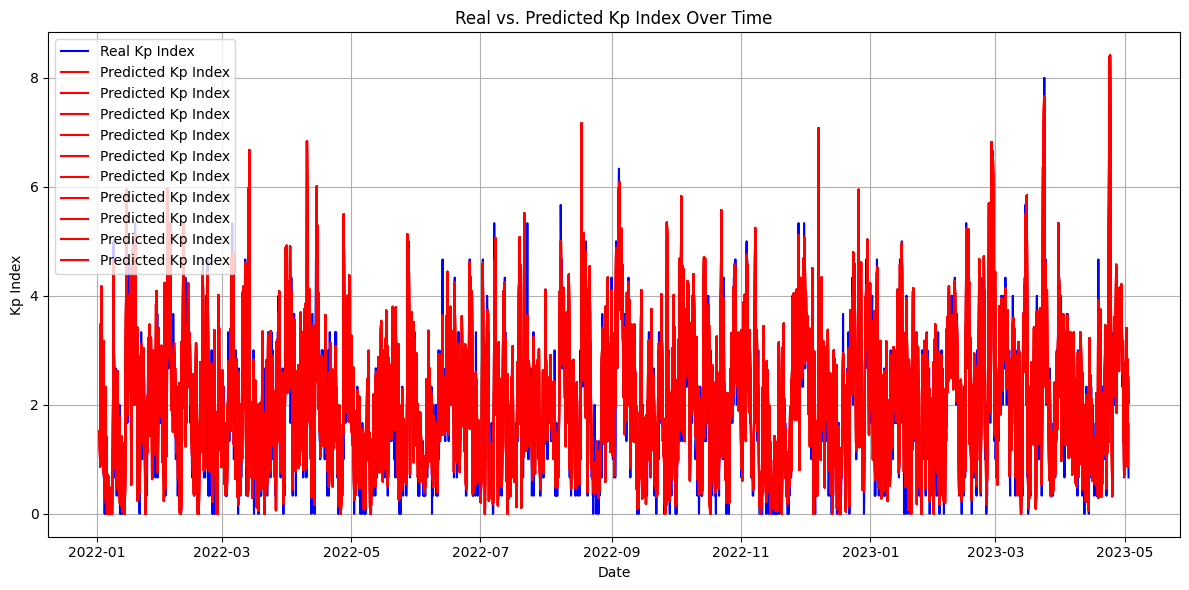 Real vs. Predicted Kp Index Over Time
Real Kp Index
Predicted Kp Index
Predicted Kp Index
Predicted Kp Index
Predicted Kp Index
Predicted Kp Index
Predicted Kp Index
Predicted Kp Index
Predicted Kp Index
Predicted Kp Index
Predicted Kp Index
Kp Index
8
6
4
2
0
2022-01 2022-03 2022-05 2022-07 2022-09 2022-11 2023-01 2023-03 2023-05
Date